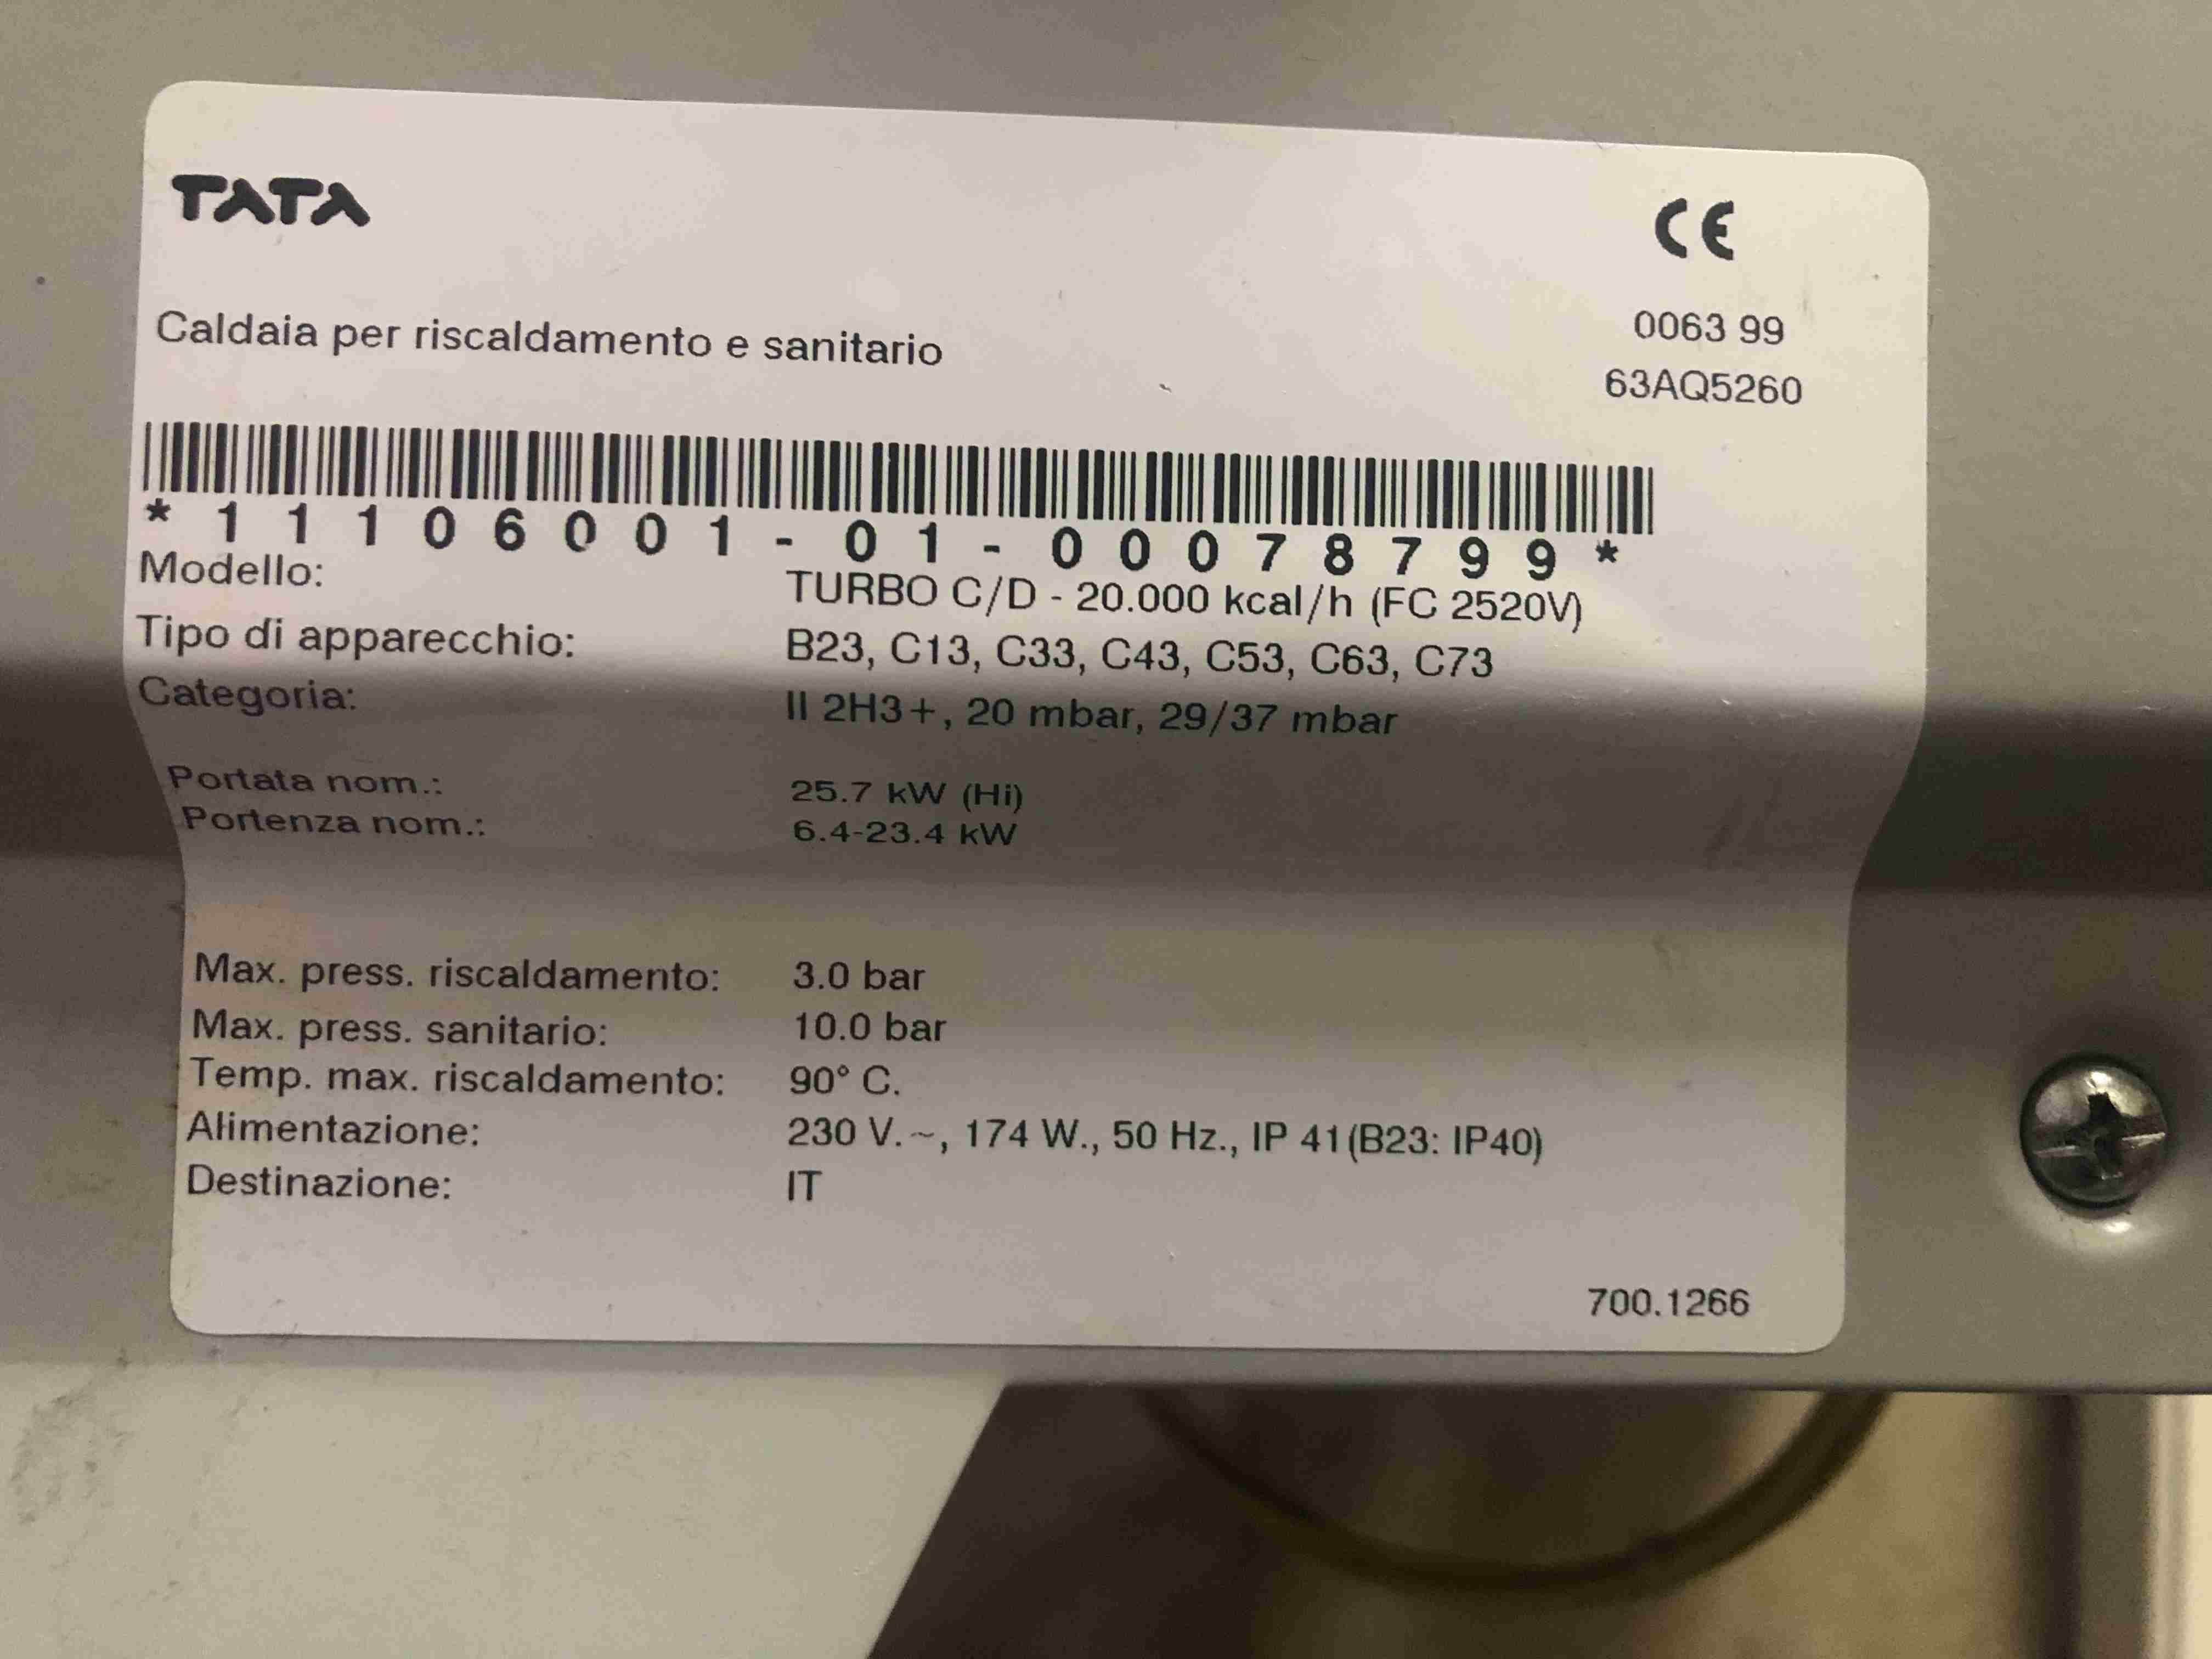 TATA
CE
Caldaia per riscaldamento e sanitario
0063 99
63AQ5260
*11106001-01-00078799*
Modello: TURBO C/D - 20.000 kcal/h (FC 2520V)
Tipo di apparecchio: B23, C13, C33, C43, C53, C63, C73
Categoria: II 2H3+, 20 mbar, 29/37 mbar
Portata nom.: 25.7 kW (Hi)
Portenza nom.: 6.4-23.4 kW
Max. press. riscaldamento: 3.0 bar
Max. press. sanitario: 10.0 bar
Temp. max. riscaldamento: 90° C.
Alimentazione: 230 V.~, 174 W., 50 Hz., IP 41(B23: IP40)
Destinazione: IT
700.1266